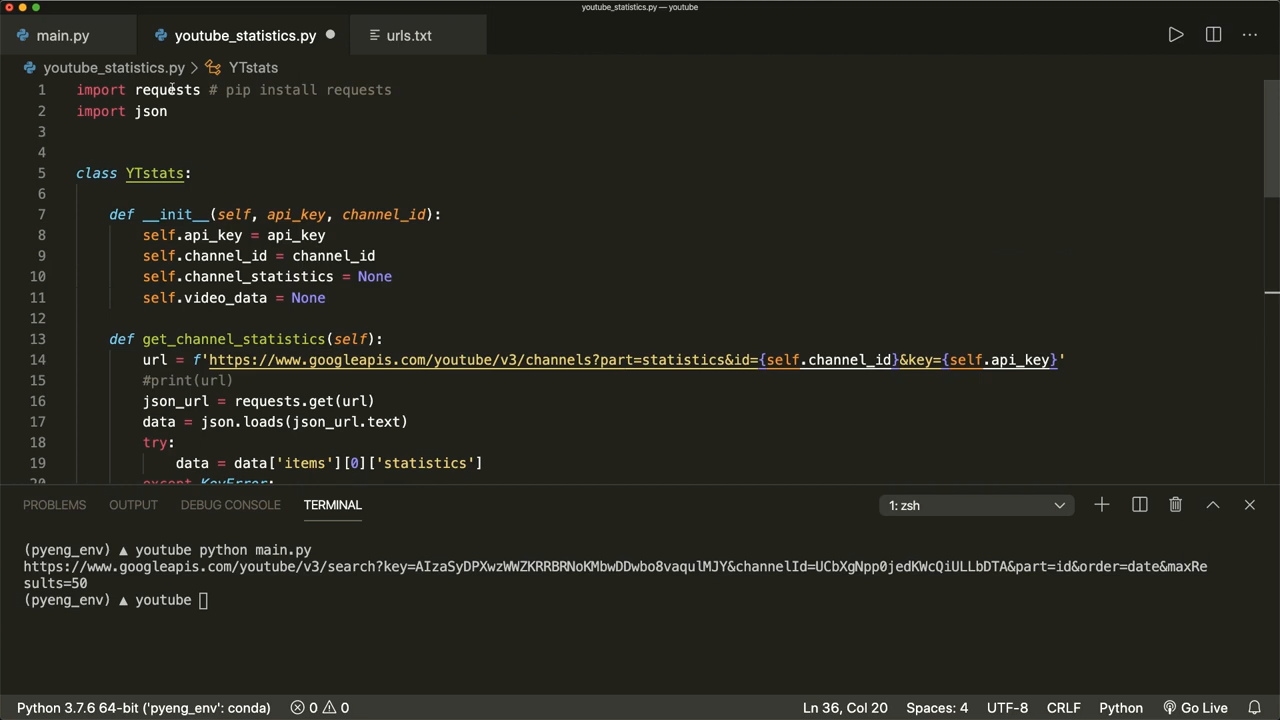 youtube_statistics.py — youtube
main.py
youtube_statistics.py
urls.txt
youtube_statistics.py > YTstats
1 import requests # pip install requests
2 import json
3
4
5 class YTstats:
6
7 def __init__(self, api_key, channel_id):
8 self.api_key = api_key
9 self.channel_id = channel_id
10 self.channel_statistics = None
11 self.video_data = None
12
13 def get_channel_statistics(self):
14 url = f'https://www.googleapis.com/youtube/v3/channels?part=statistics&id={self.channel_id}&key={self.api_key}'
15 #print(url)
16 json_url = requests.get(url)
17 data = json.loads(json_url.text)
18 try:
19 data = data['items'][0]['statistics']
20 except KeyError:
PROBLEMS OUTPUT DEBUG CONSOLE TERMINAL 1: zsh
(pyeng_env) ▲ youtube python main.py
https://www.googleapis.com/youtube/v3/search?key=AIzaSyDPXwzWWZKRRBRNoKMbwDDwbo8vaqulMJY&channelId=UCbXgNpp0jedKWcQiULLbDTA&part=id&order=date&maxRe
sults=50
(pyeng_env) ▲ youtube
Python 3.7.6 64-bit ('pyeng_env': conda) 0 0 Ln 36, Col 20 Spaces: 4 UTF-8 CRLF Python Go Live